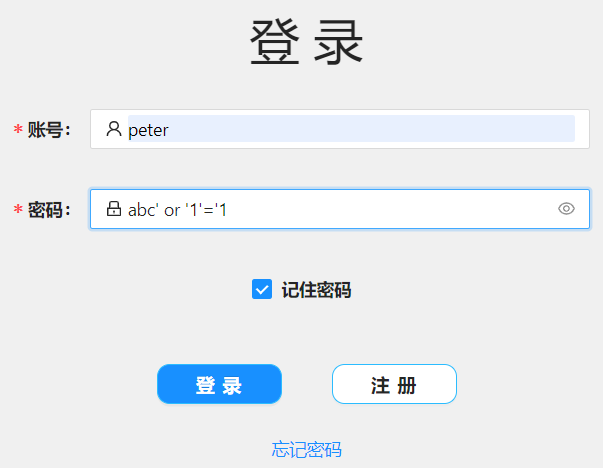 登录
* 账号：peter
* 密码：abc' or '1'='1
记住密码
登录 注册
忘记密码